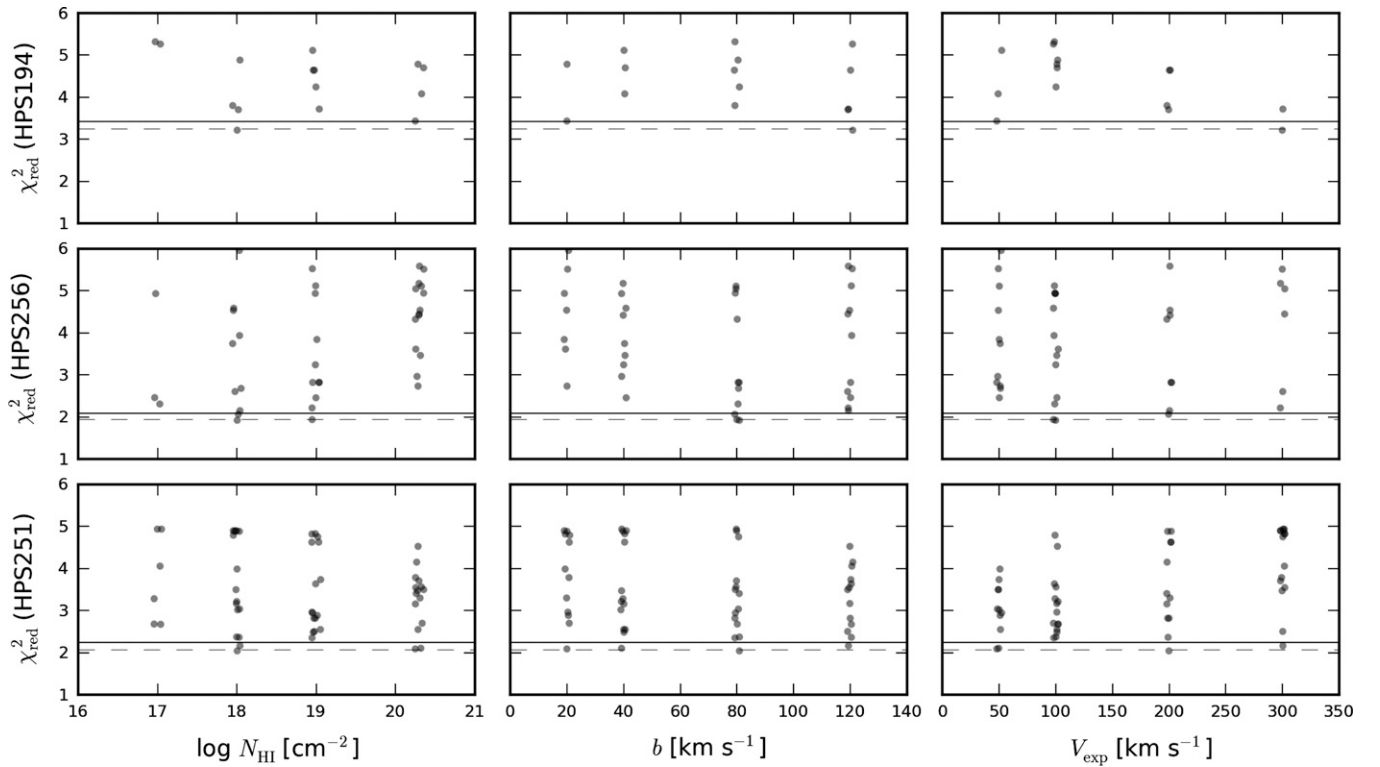 6
5
4
3
2
1
χ²red (HPS194)
6
5
4
3
2
1
χ²red (HPS256)
6
5
4
3
2
1
χ²red (HPS251)
16 17 18 19 20 21
0 20 40 60 80 100 120 140
0 50 100 150 200 250 300 350
log N_HI [cm⁻²]
b [km s⁻¹]
V_exp [km s⁻¹]